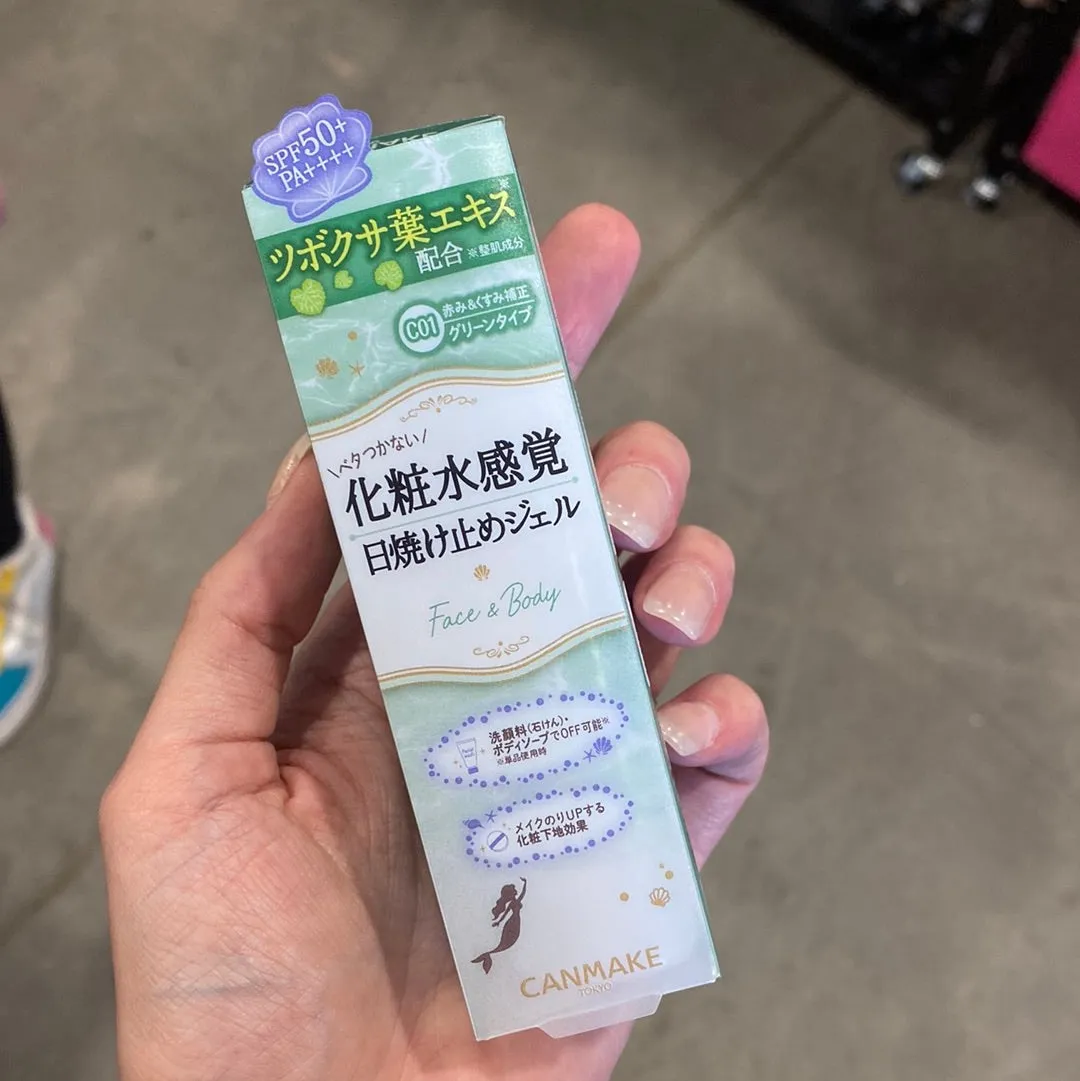 SPF50+
PA++++
ツボクサ葉エキス※
配合 ※整肌成分
C01
赤み&くすみ補正
グリーンタイプ
\ベタつかない/
化粧水感覚
日焼け止めジェル
Face & Body
洗顔料(石けん)・
ボディソープでOFF可能※
※単品使用時
メイクのりUPする
化粧下地効果
CANMAKE
TOKYO